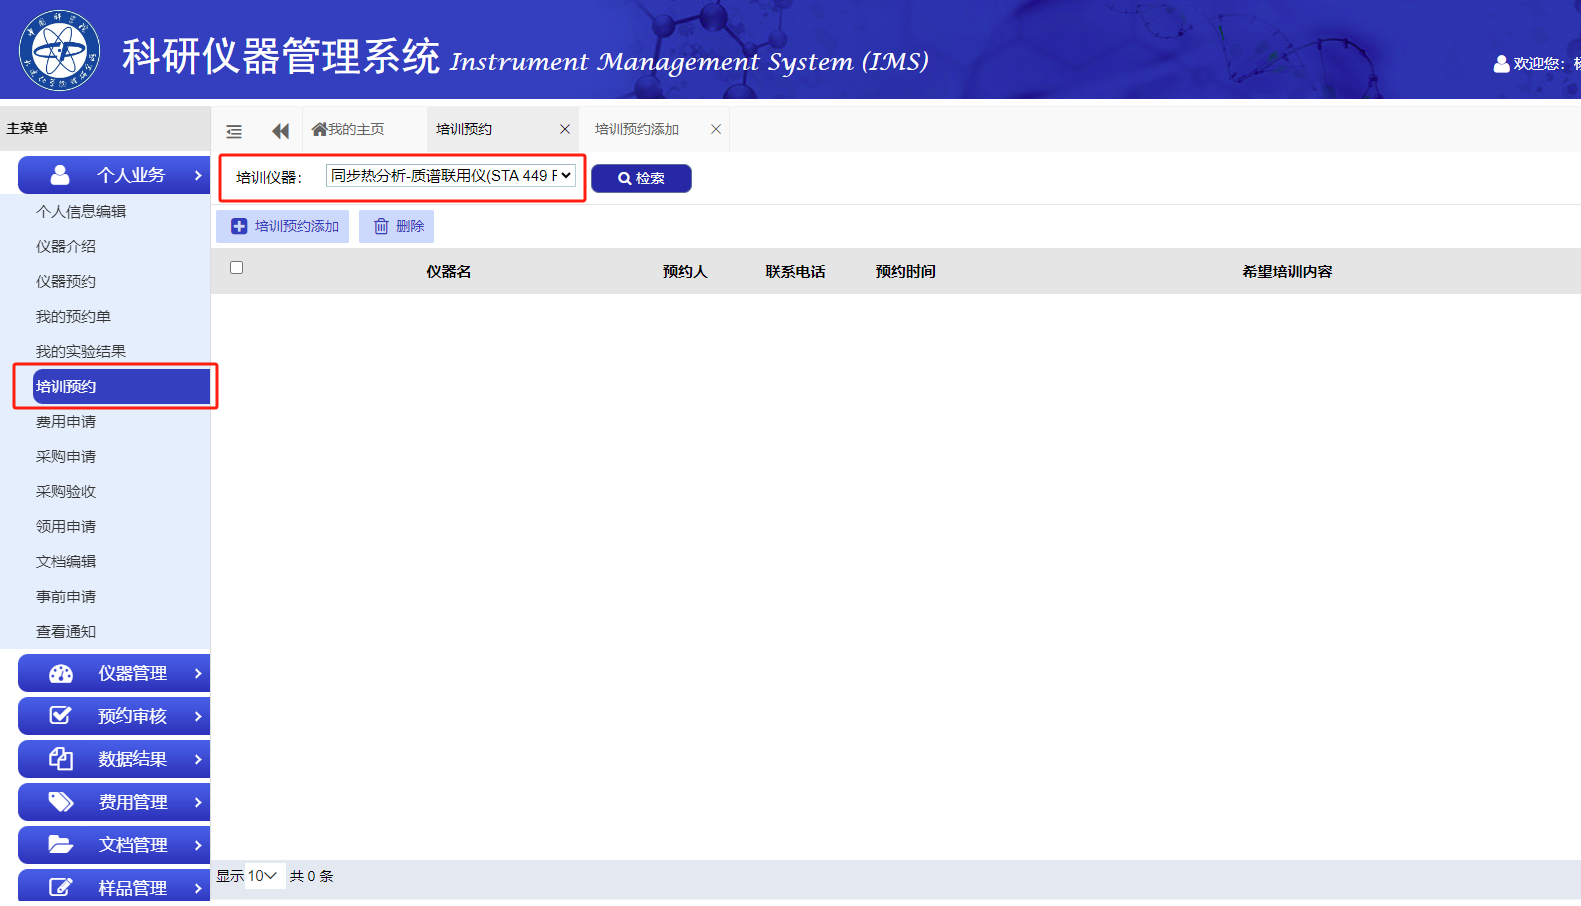 科研仪器管理系统 Instrument Management System (IMS)
欢迎您：
主菜单
我的主页
培训预约
培训预约添加
个人业务
培训仪器：
同步热分析-质谱联用仪(STA 449 F
检索
个人信息编辑
仪器介绍
仪器预约
我的预约单
我的实验结果
培训预约
费用申请
采购申请
采购验收
领用申请
文档编辑
事前申请
查看通知
仪器管理
预约审核
数据结果
费用管理
文档管理
样品管理
培训预约添加
删除
仪器名 预约人 联系电话 预约时间 希望培训内容
显示 10 共 0 条